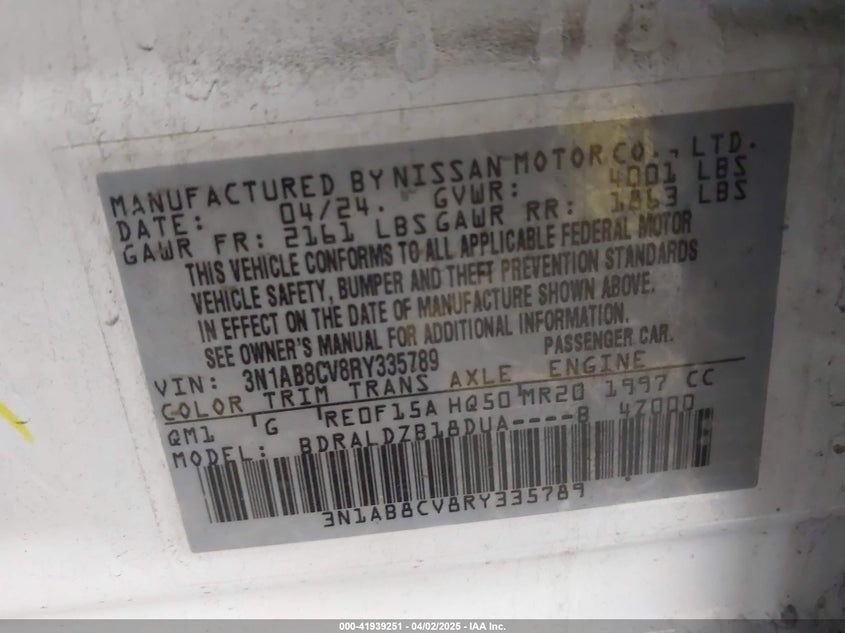 MANUFACTURED BY NISSAN MOTOR CO., LTD.
DATE: 04/24. GVWR: 4001 LBS
GAWR FR: 2161 LBS GAWR RR: 1863 LBS
THIS VEHICLE CONFORMS TO ALL APPLICABLE FEDERAL MOTOR
VEHICLE SAFETY, BUMPER AND THEFT PREVENTION STANDARDS
IN EFFECT ON THE DATE OF MANUFACTURE SHOWN ABOVE.
SEE OWNER'S MANUAL FOR ADDITIONAL INFORMATION.
VIN: 3N1AB8CV8RY335789 PASSENGER CAR.
COLOR TRIM TRANS AXLE ENGINE
QM1 G RE0F15A HQ50 MR20 1997 CC
MODEL: BDRALDZB18DUA----B 47000
3N1AB8CV8RY335789
000-41939251 - 04/02/2025 - IAA Inc.